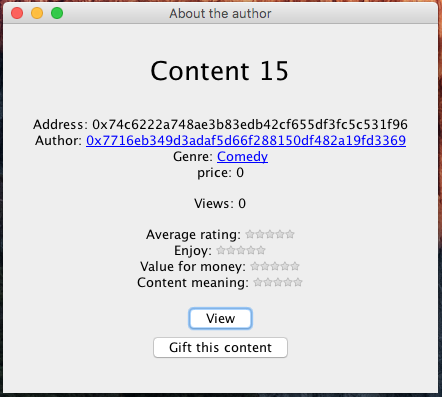 About the author
Content 15
Address: 0x74c6222a748ae3b83edb42cf655df3fc5c531f96
Author: 0x7716eb349d3adaf5d66f288150df482a19fd3369
Genre: Comedy
price: 0
Views: 0
Average rating: ☆☆☆☆☆
Enjoy: ☆☆☆☆☆
Value for money: ☆☆☆☆☆
Content meaning: ☆☆☆☆☆
View
Gift this content